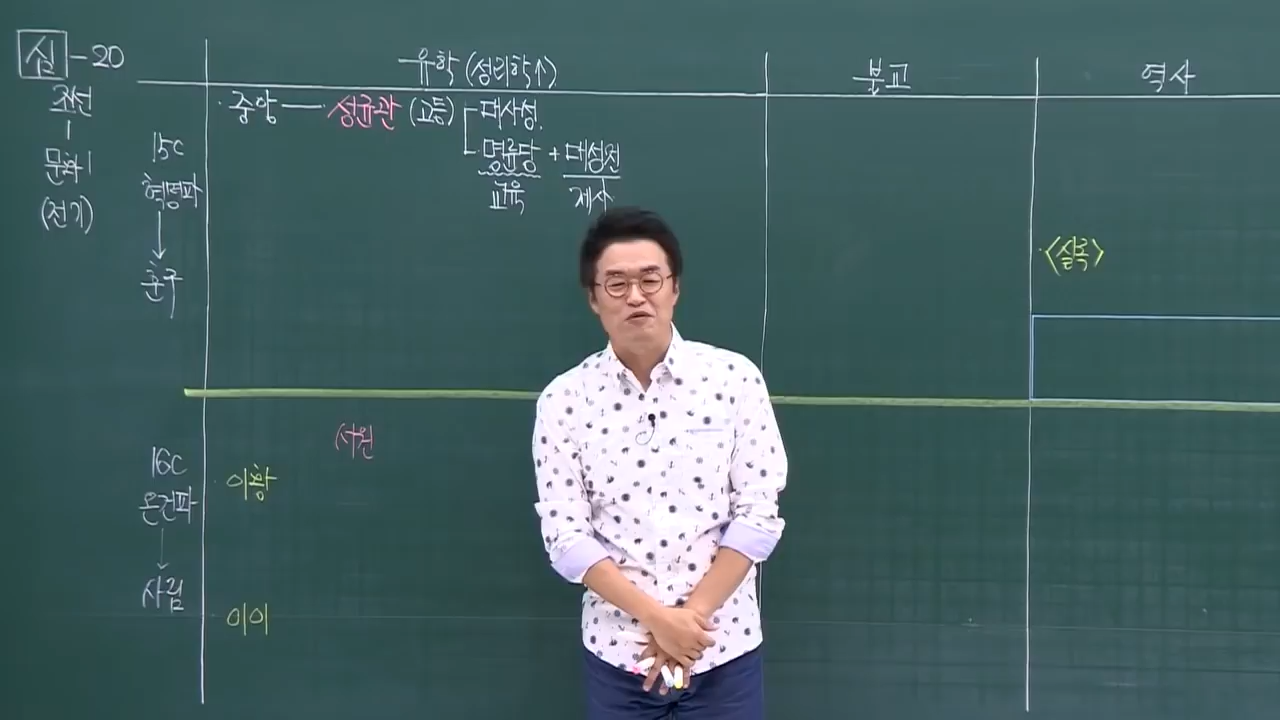 심-20
조선
문화1
(전기)
유학(성리학↑)
불교
역사
15C
혁명파
↓
훈구
· 중앙 — 성균관(고등) 대사성.
명륜당 + 대성전
교육 제사
·<실록>
16C
온건파
↓
사림
서원
· 이황
· 이이